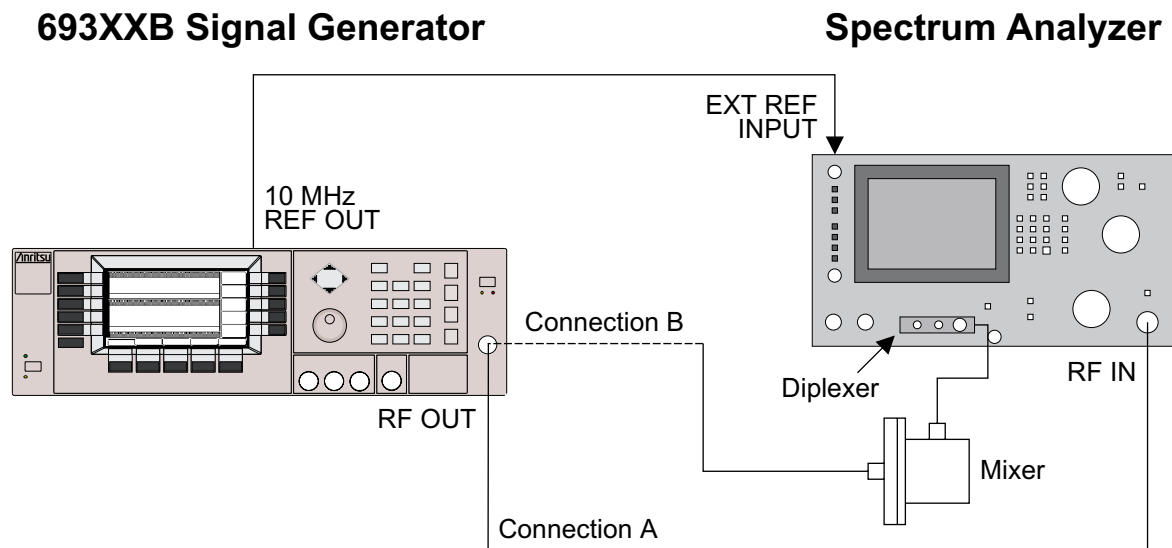 693XXB Signal Generator
Spectrum Analyzer
EXT REF
INPUT
10 MHz
REF OUT
Anritsu
Connection B
Diplexer
RF IN
RF OUT
Mixer
Connection A